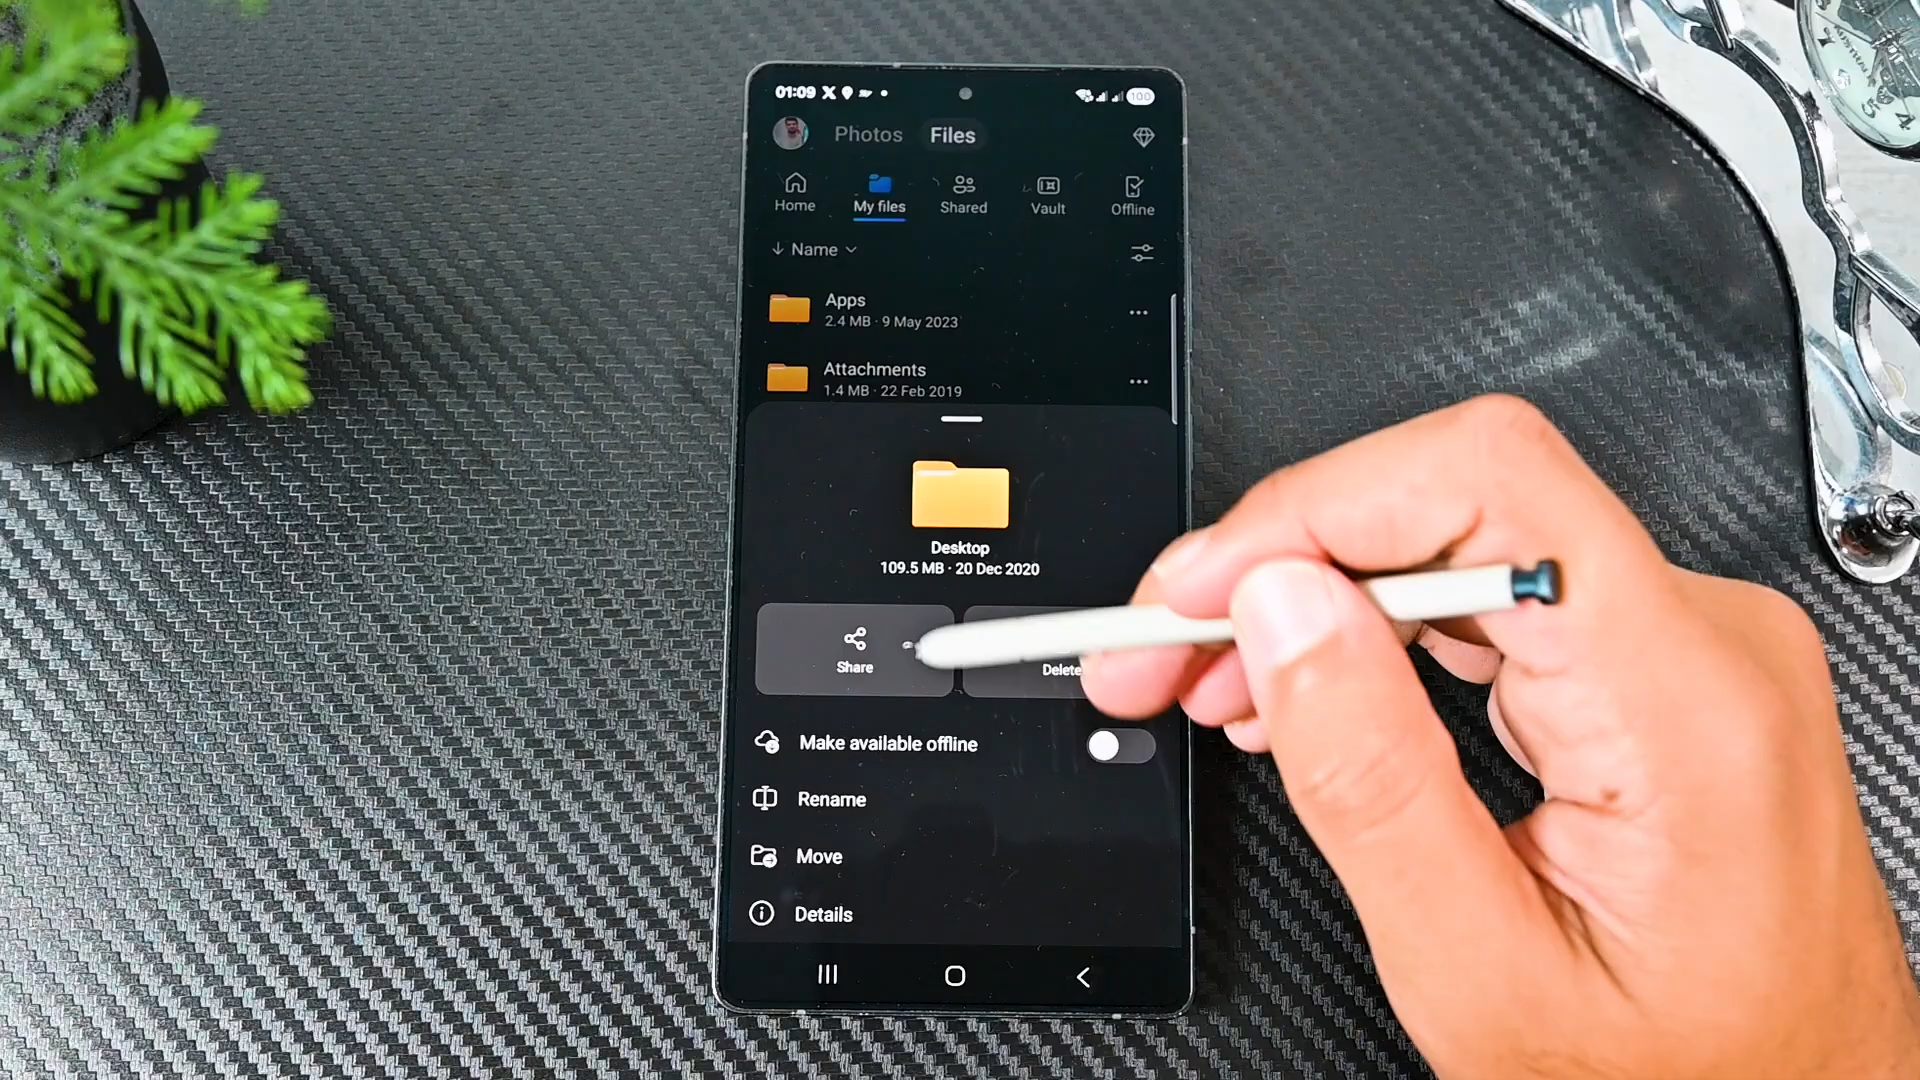 01:09
100
Photos Files
Home My files Shared Vault Offline
Name
Apps
2.4 MB · 9 May 2023
Attachments
1.4 MB · 22 Feb 2019
Desktop
109.5 MB · 20 Dec 2020
Share Delete
Make available offline
Rename
Move
Details